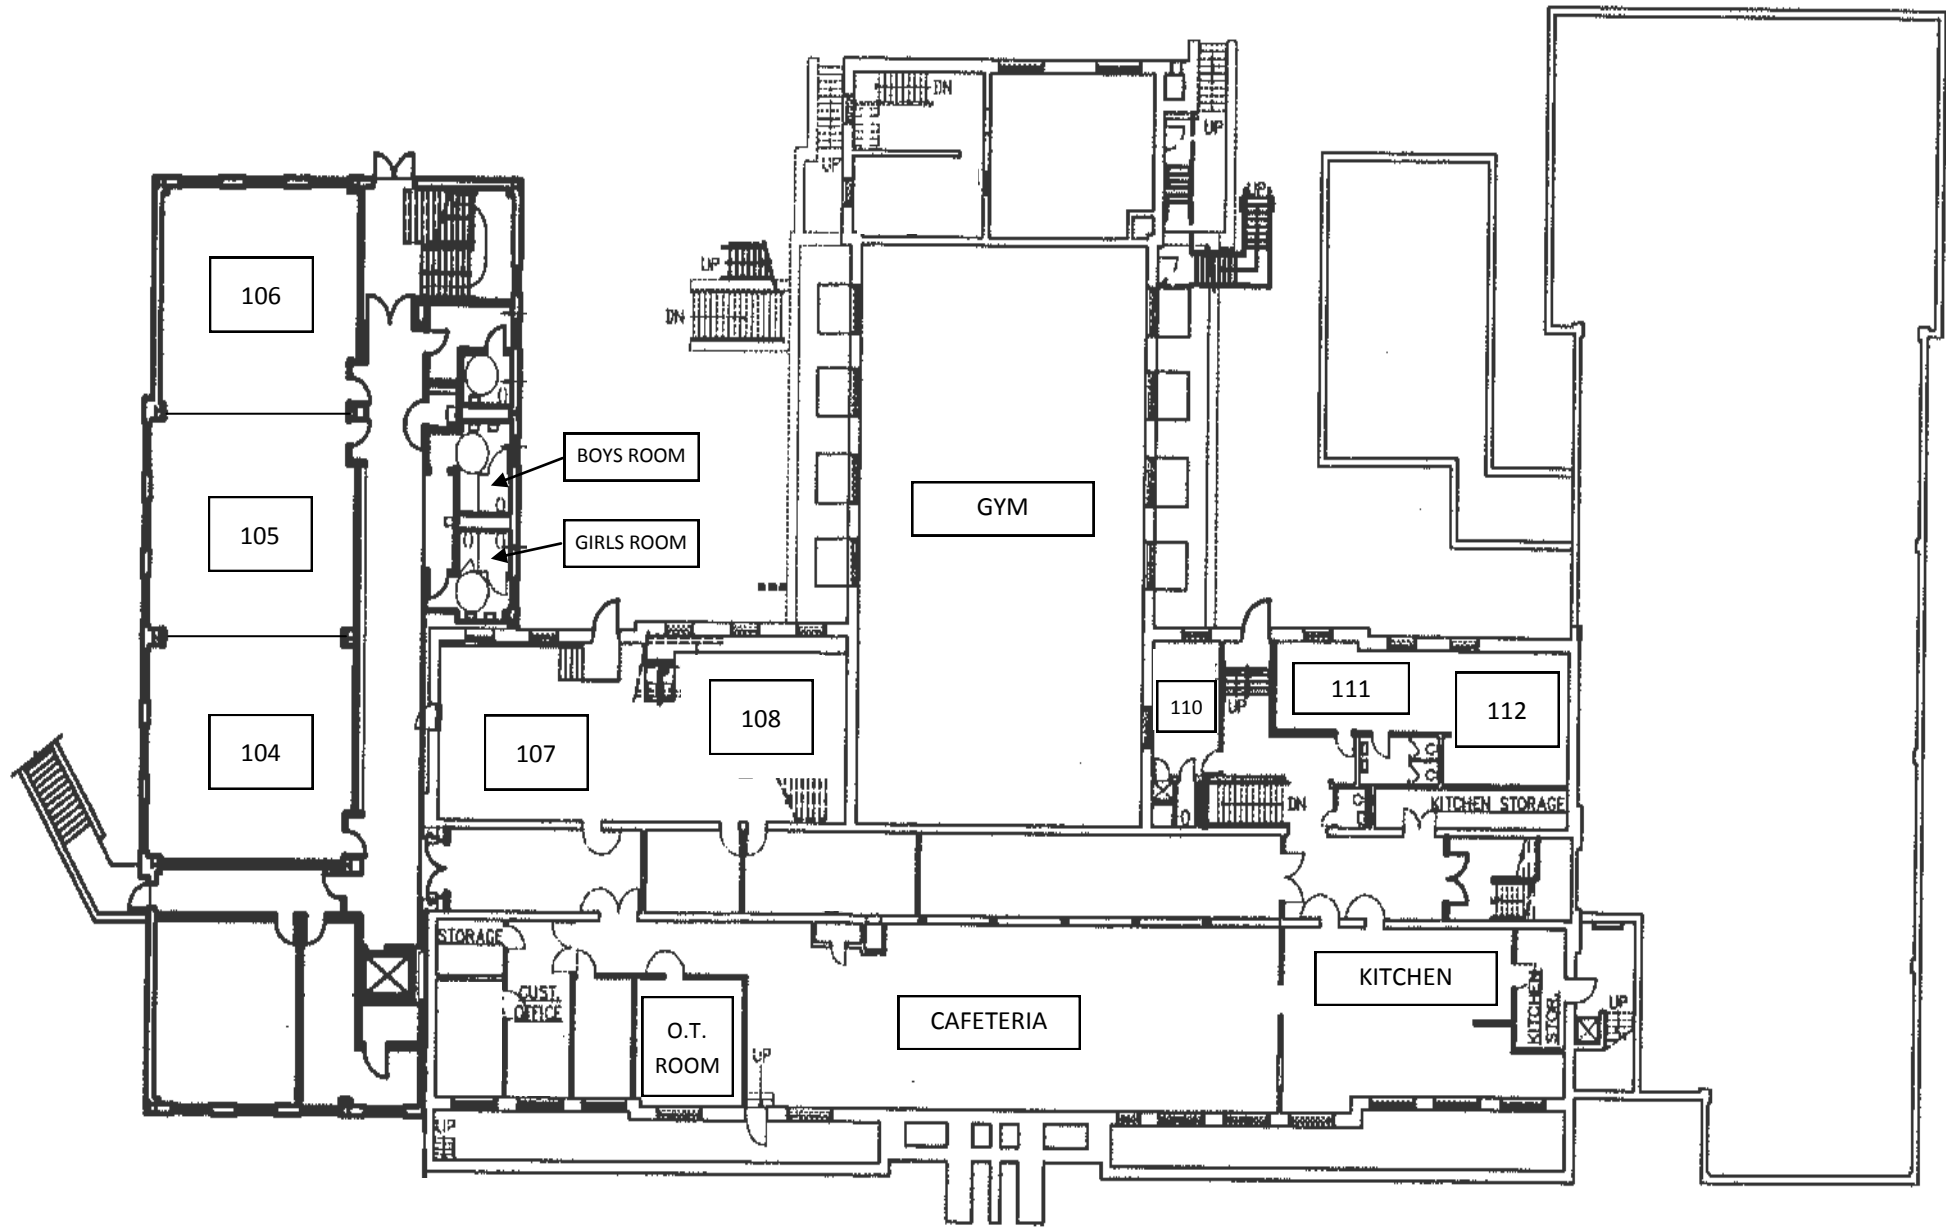 DN
UP
UP
UP
UP
DN
106
BOYS ROOM
105
GYM
GIRLS ROOM
104
107
108
110
UP
111
112
DN
KITCHEN STORAGE
STORAGE
CUST.
OFFICE
O.T.
ROOM
UP
CAFETERIA
KITCHEN
KITCHEN
STOR.
UP
UP